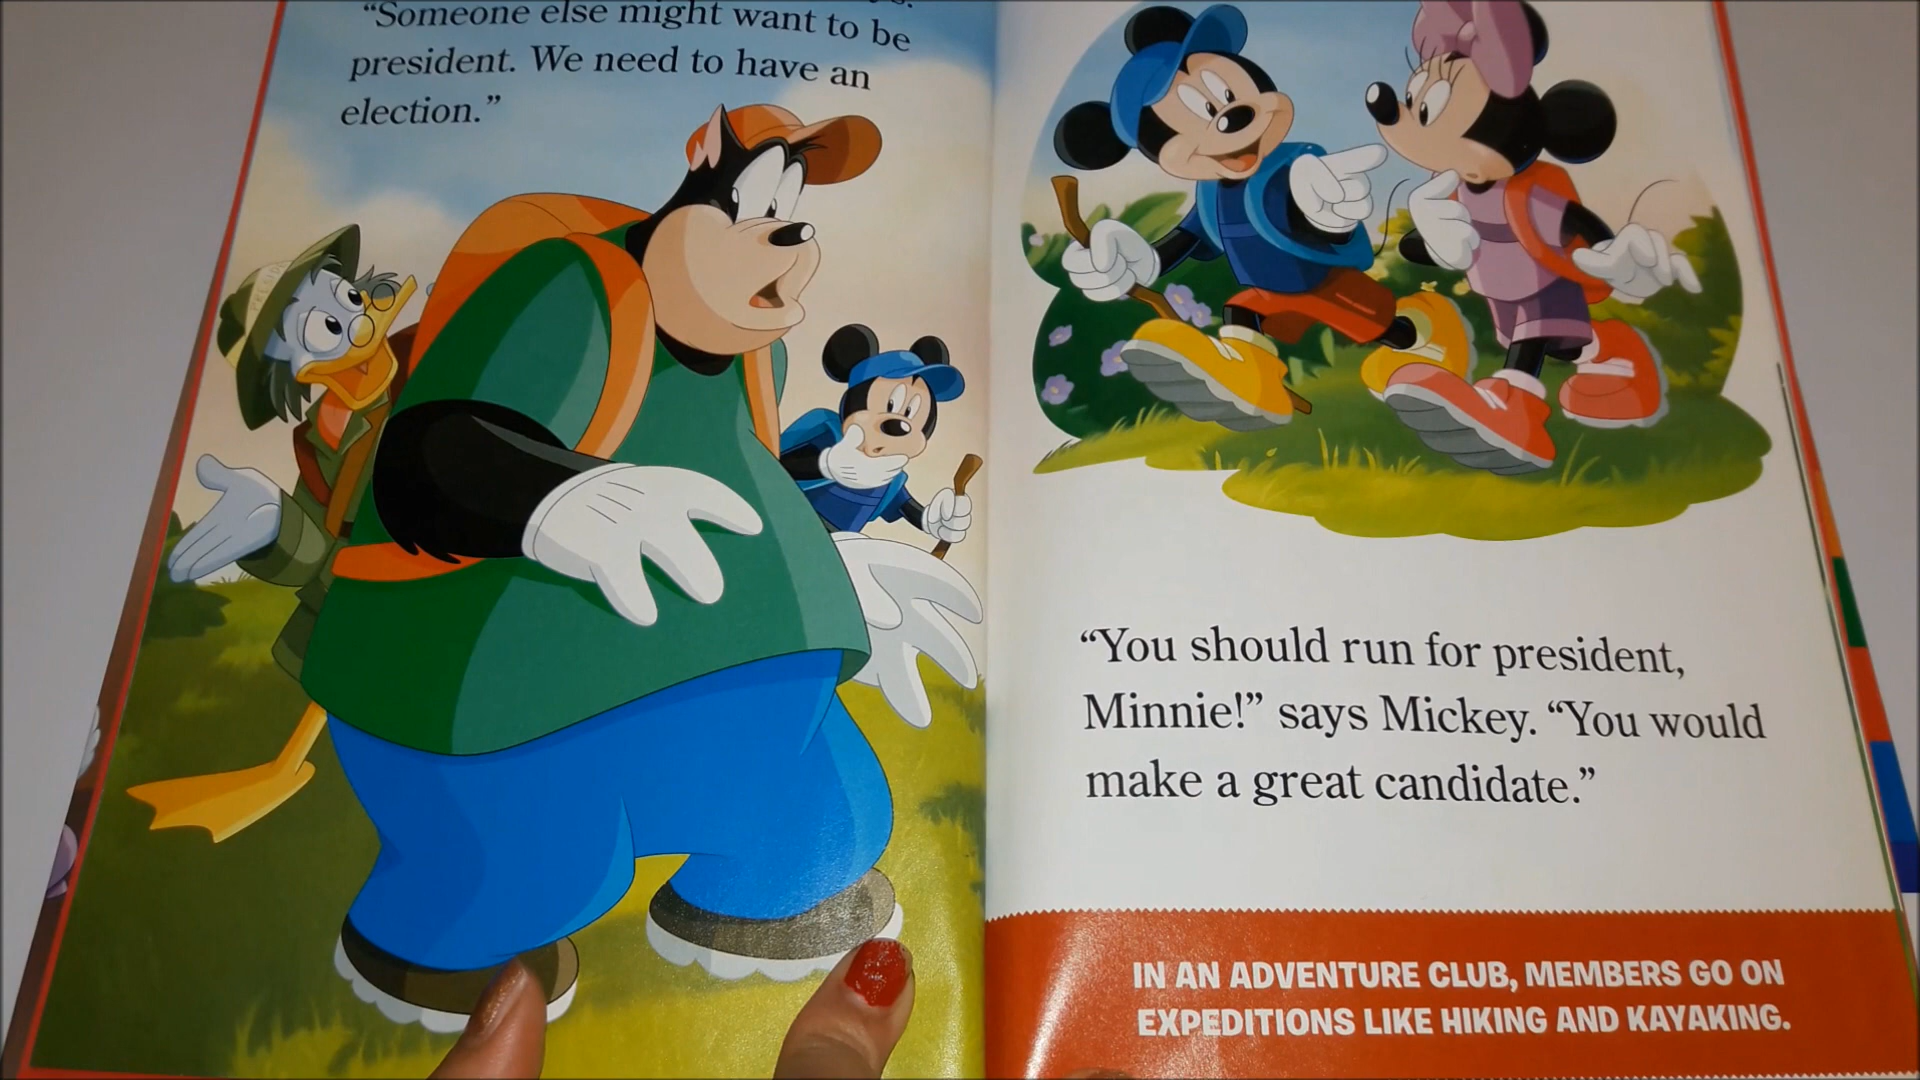 “Someone else might want to be
president. We need to have an
election.”
“You should run for president,
Minnie!” says Mickey. “You would
make a great candidate.”
IN AN ADVENTURE CLUB, MEMBERS GO ON
EXPEDITIONS LIKE HIKING AND KAYAKING.